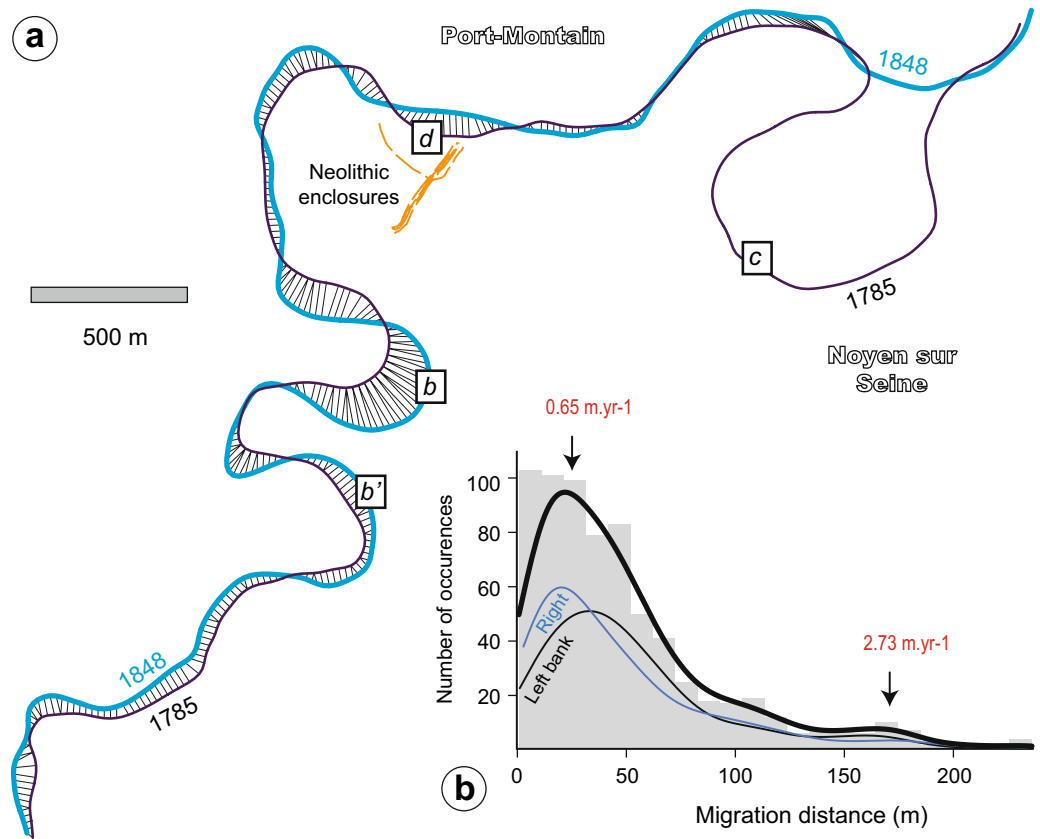 a
Port-Montain
1848
d
Neolithic
enclosures
c
1785
500 m
Noyen sur
Seine
b
b'
1848
1785
0.65 m.yr-1
2.73 m.yr-1
Number of occurences
100
80
60
40
20
Right
Left bank
0
50
100
150
200
Migration distance (m)
b